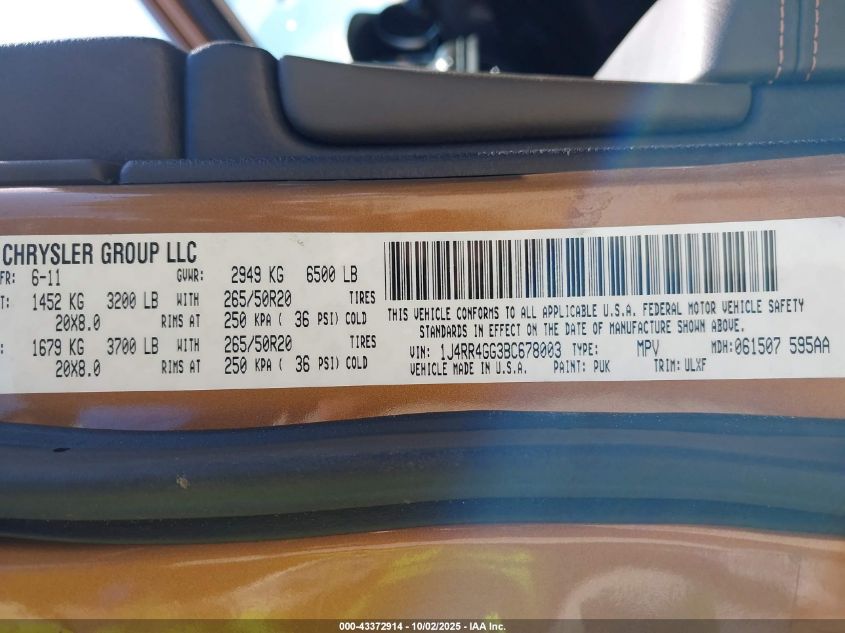 CHRYSLER GROUP LLC
FR: 6-11 GVWR: 2949 KG 6500 LB
T: 1452 KG 3200 LB WITH 265/50R20 TIRES
20X8.0 RIMS AT 250 KPA ( 36 PSI) COLD
: 1679 KG 3700 LB WITH 265/50R20 TIRES
20X8.0 RIMS AT 250 KPA ( 36 PSI) COLD
THIS VEHICLE CONFORMS TO ALL APPLICABLE U.S.A. FEDERAL MOTOR VEHICLE SAFETY
STANDARDS IN EFFECT ON THE DATE OF MANUFACTURE SHOWN ABOVE.
VIN: 1J4RR4GG3BC678003 TYPE: MPV MDH: 061507 595AA
VEHICLE MADE IN U.S.A. PAINT: PUK TRIM: ULXF
000-43372914 - 10/02/2025 - IAA Inc.